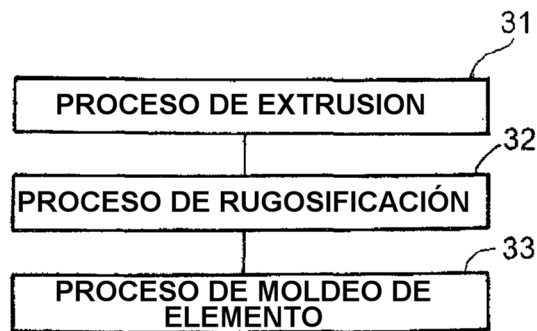 31
PROCESO DE EXTRUSION
32
PROCESO DE RUGOSIFICACIÓN
33
PROCESO DE MOLDEO DE
ELEMENTO